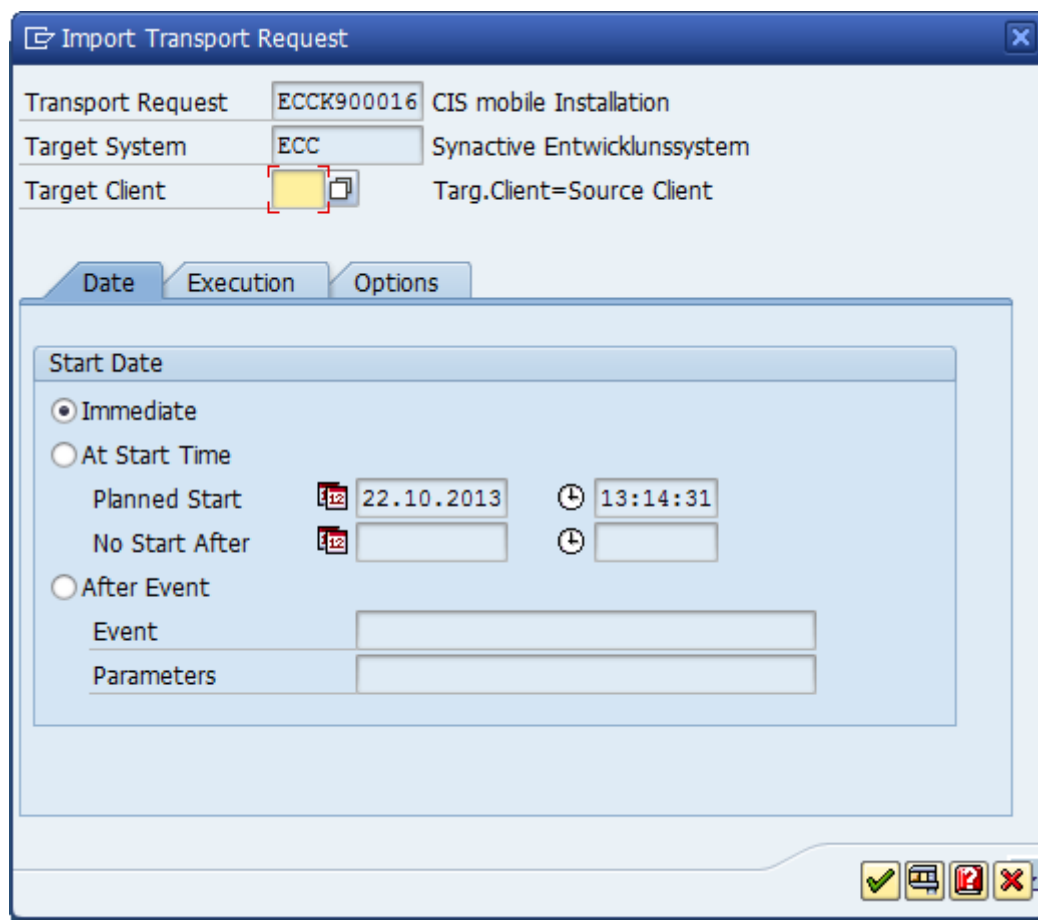 Import Transport Request
Transport Request ECCK900016 CIS mobile Installation
Target System ECC Synactive Entwicklunssystem
Target Client Targ.Client=Source Client
Date Execution Options
Start Date
Immediate
At Start Time
Planned Start 12 22.10.2013 13:14:31
No Start After 12
After Event
Event
Parameters